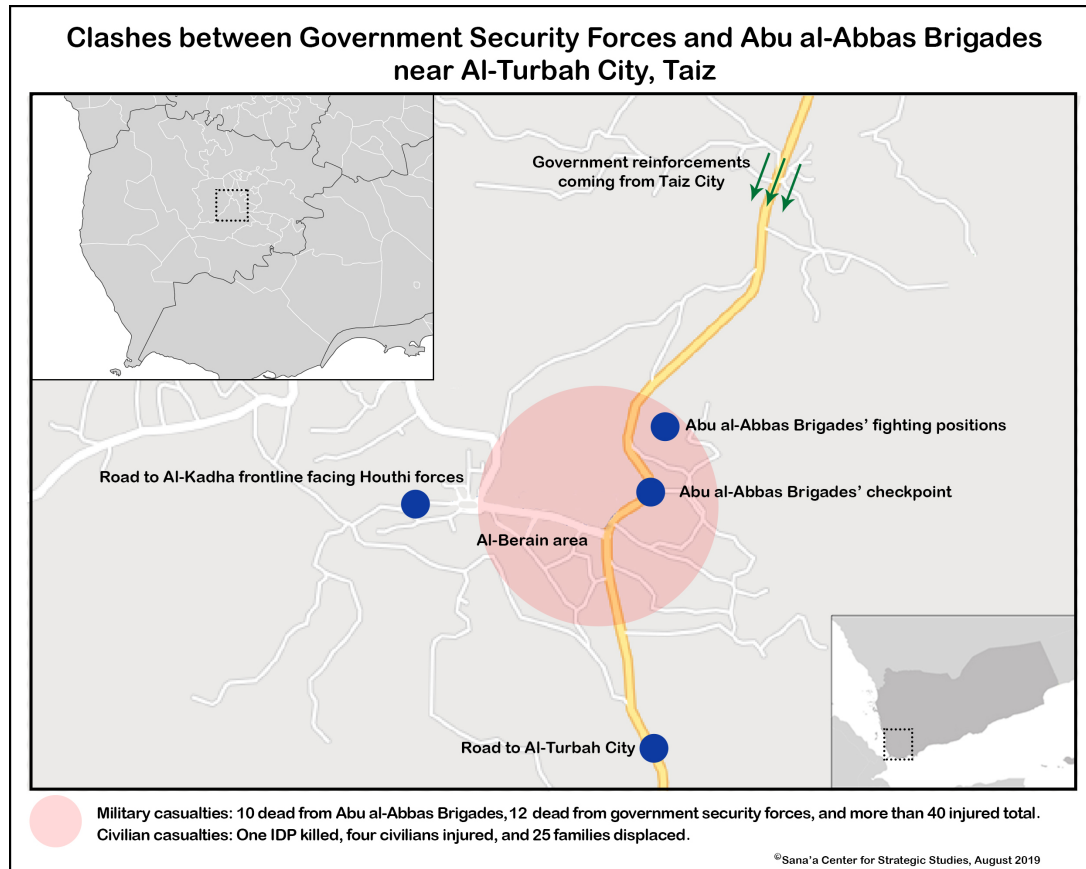 Clashes between Government Security Forces and Abu al-Abbas Brigades
near Al-Turbah City, Taiz
Government reinforcements
coming from Taiz City
Abu al-Abbas Brigades' fighting positions
Road to Al-Kadha frontline facing Houthi forces
Abu al-Abbas Brigades' checkpoint
Al-Berain area
Road to Al-Turbah City
Military casualties: 10 dead from Abu al-Abbas Brigades, 12 dead from government security forces, and more than 40 injured total.
Civilian casualties: One IDP killed, four civilians injured, and 25 families displaced.
©Sana'a Center for Strategic Studies, August 2019